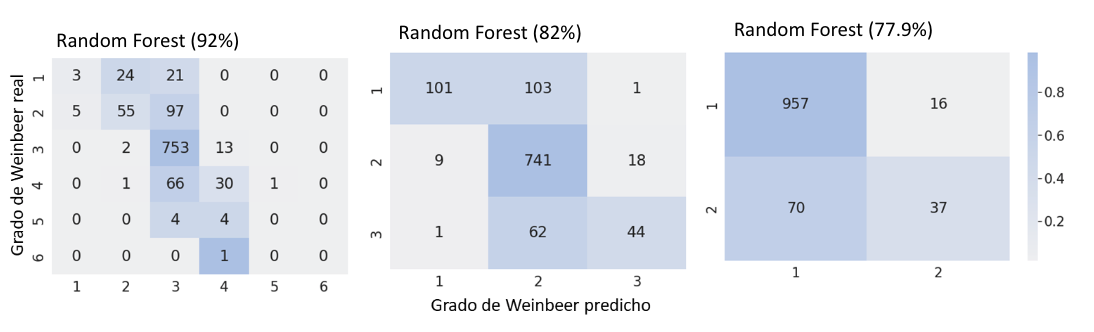 Random Forest (92%)
Grado de Weinbeer real
1 3 24 21 0 0 0
2 5 55 97 0 0 0
3 0 2 753 13 0 0
4 0 1 66 30 1 0
5 0 0 4 4 0 0
6 0 0 0 1 0 0
1 2 3 4 5 6
Random Forest (82%)
1 101 103 1
2 9 741 18
3 1 62 44
1 2 3
Grado de Weinbeer predicho
Random Forest (77.9%)
1 957 16
2 70 37
1 2
0.8
0.6
0.4
0.2